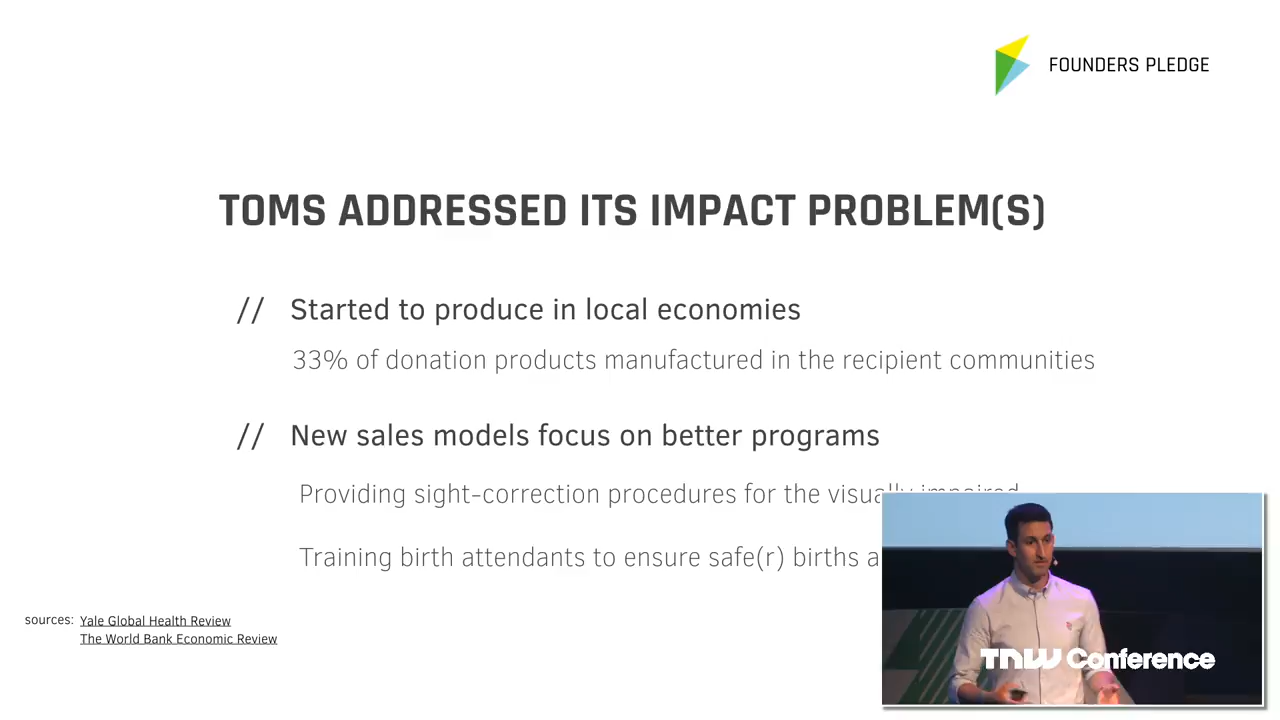 FOUNDERS PLEDGE
TOMS ADDRESSED ITS IMPACT PROBLEM(S)
// Started to produce in local economies
33% of donation products manufactured in the recipient communities
// New sales models focus on better programs
Providing sight-correction procedures for the visually impaired
Training birth attendants to ensure safe(r) births
sources: Yale Global Health Review
The World Bank Economic Review
TNW Conference